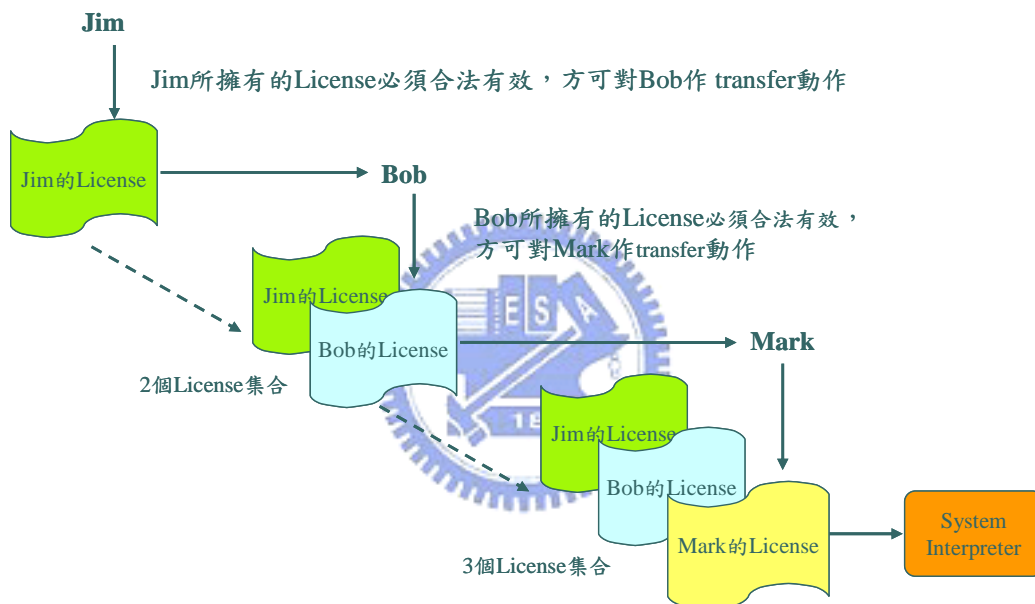 Jim
Jim所擁有的License必須合法有效，方可對Bob作 transfer動作
Jim的License
Bob
Bob所擁有的License必須合法有效，
方可對Mark作transfer動作
Jim的License
Bob的License
2個License集合
E S A
Mark
Jim的License
Bob的License
Mark的License
3個License集合
System
Interpreter